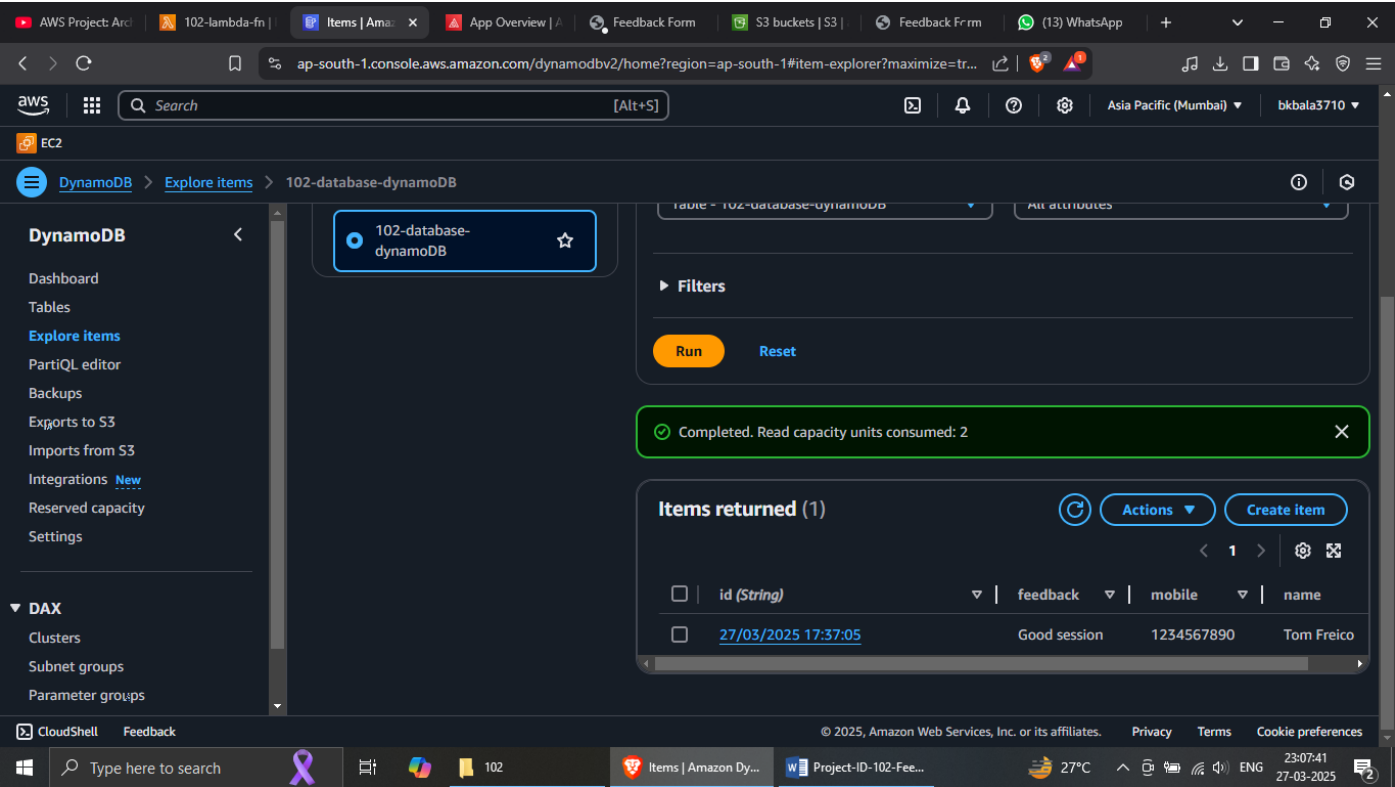 AWS Project: Arch
102-lambda-fn |
Items | Amaz
App Overview | A
Feedback Form
S3 buckets | S3 |
Feedback Form
(13) WhatsApp
ap-south-1.console.aws.amazon.com/dynamodbv2/home?region=ap-south-1#item-explorer?maximize=tr...
2
1
aws
Search
[Alt+S]
Asia Pacific (Mumbai)
bkbala3710
EC2
DynamoDB > Explore items > 102-database-dynamoDB
DynamoDB
Dashboard
Tables
Explore items
PartiQL editor
Backups
Exports to S3
Imports from S3
Integrations New
Reserved capacity
Settings
DAX
Clusters
Subnet groups
Parameter groups
102-database-
dynamoDB
Table - 102-database-dynamoDB
All attributes
Filters
Run
Reset
Completed. Read capacity units consumed: 2
Items returned (1)
Actions
Create item
1
id (String)
feedback
mobile
name
27/03/2025 17:37:05
Good session
1234567890
Tom Freico
CloudShell
Feedback
© 2025, Amazon Web Services, Inc. or its affiliates.
Privacy
Terms
Cookie preferences
Type here to search
102
Items | Amazon Dy...
Project-ID-102-Fee...
27°C
ENG
23:07:41
27-03-2025
2